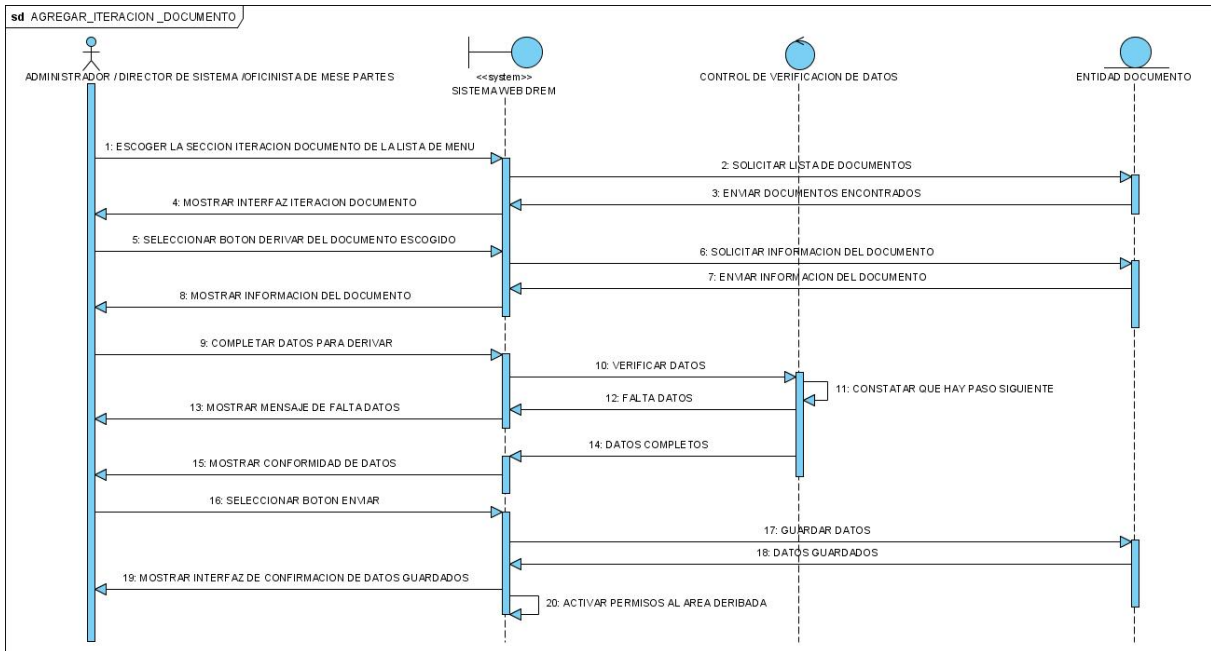 sd AGREGAR_ITERACION _DOCUMENTO
ADMINISTRADOR / DIRECTOR DE SISTEMA /OFICINISTA DE MESE PARTES
<<system>>
SISTEMA WEB DREM
CONTROL DE VERIFICACION DE DATOS
ENTIDAD DOCUMENTO
1: ESCOGER LA SECCION ITERACION DOCUMENTO DE LA LISTA DE MENU
2: SOLICITAR LISTA DE DOCUMENTOS
3: ENVIAR DOCUMENTOS ENCONTRADOS
4: MOSTRAR INTERFAZ ITERACION DOCUMENTO
5: SELECCIONAR BOTON DERIVAR DEL DOCUMENTO ESCOGIDO
6: SOLICITAR INFORMACION DEL DOCUMENTO
7: ENVIAR INFORMACION DEL DOCUMENTO
8: MOSTRAR INFORMACION DEL DOCUMENTO
9: COMPLETAR DATOS PARA DERIVAR
10: VERIFICAR DATOS
11: CONSTATAR QUE HAY PASO SIGUIENTE
12: FALTA DATOS
13: MOSTRAR MENSAJE DE FALTA DATOS
14: DATOS COMPLETOS
15: MOSTRAR CONFORMIDAD DE DATOS
16: SELECCIONAR BOTON ENVIAR
17: GUARDAR DATOS
18: DATOS GUARDADOS
19: MOSTRAR INTERFAZ DE CONFIRMACION DE DATOS GUARDADOS
20: ACTIVAR PERMISOS AL AREA DERIBADA